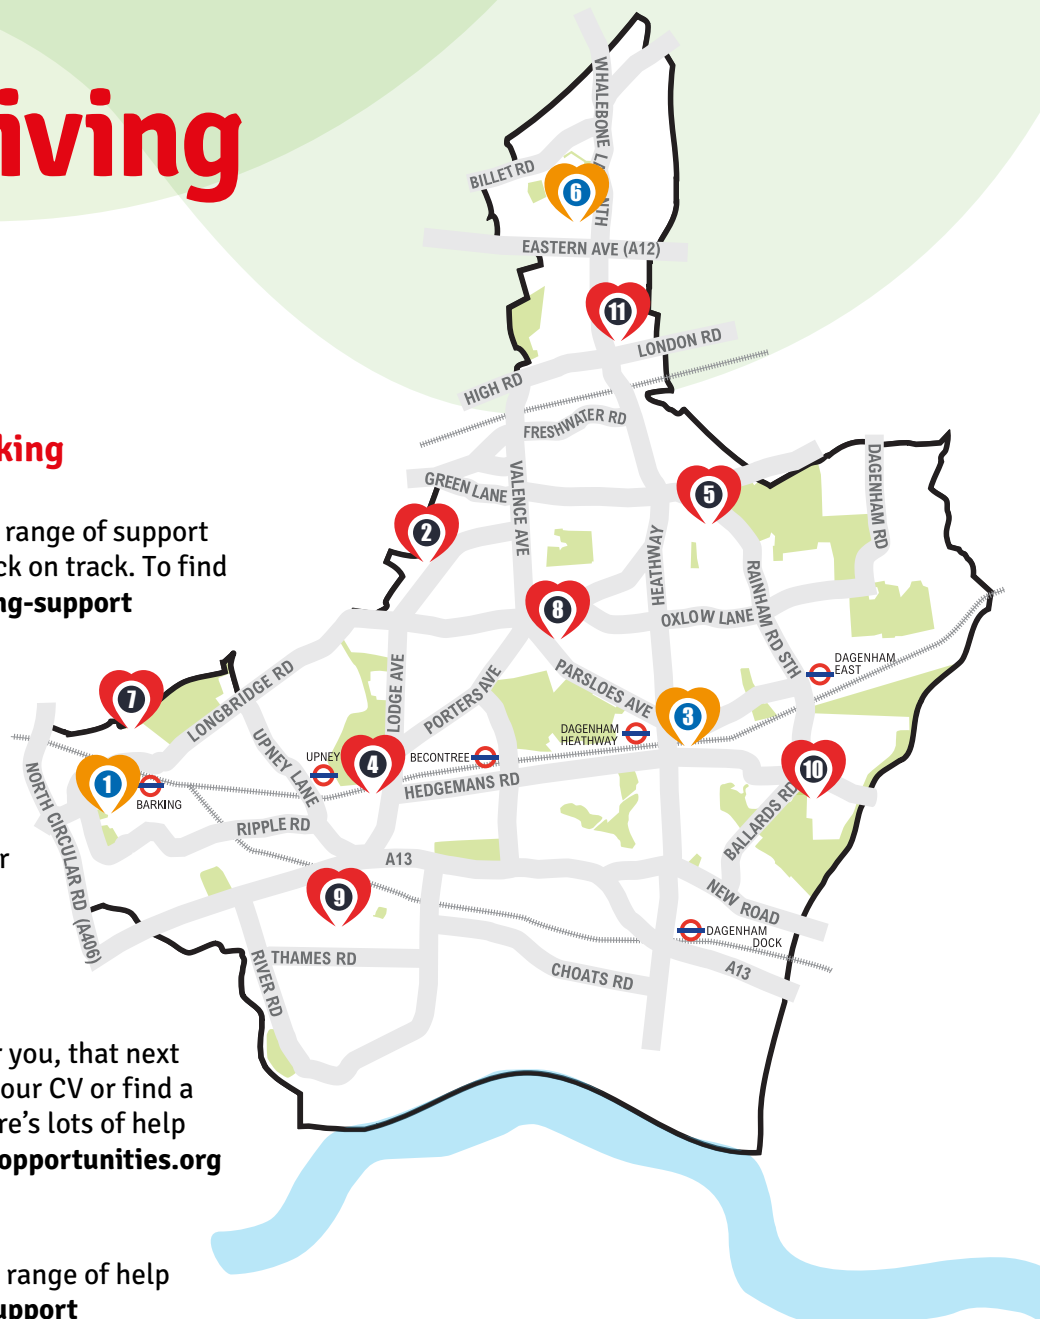 iving
king
range of support
ck on track. To find
ng-support
r
r you, that next
our CV or find a
re's lots of help
opportunities.org
range of help
upport
BILLET RD
6
EASTERN AVE (A12)
11
LONDON RD
HIGH RD
FRESHWATER RD
GREEN LANE
VALENCE AVE
5
DAGENHAM RD
2
HEATHWAY
RAINHAM RD STH
8
OXLOW LANE
DAGENHAM
EAST
LODGE AVE
PORTERS AVE
PARSLOES AVE
LONGBRIDGE RD
7
3
DAGENHAM
HEATHWAY
UPNEY LANE
UPNEY
4
BECONTREE
HEDGEMANS RD
10
1
BARKING
NORTH CIRCULAR RD (A406)
RIPPLE RD
BALLARDS RD
A13
9
NEW ROAD
DAGENHAM
DOCK
THAMES RD
RIVER RD
CHOATS RD
A13
WHALEBONE